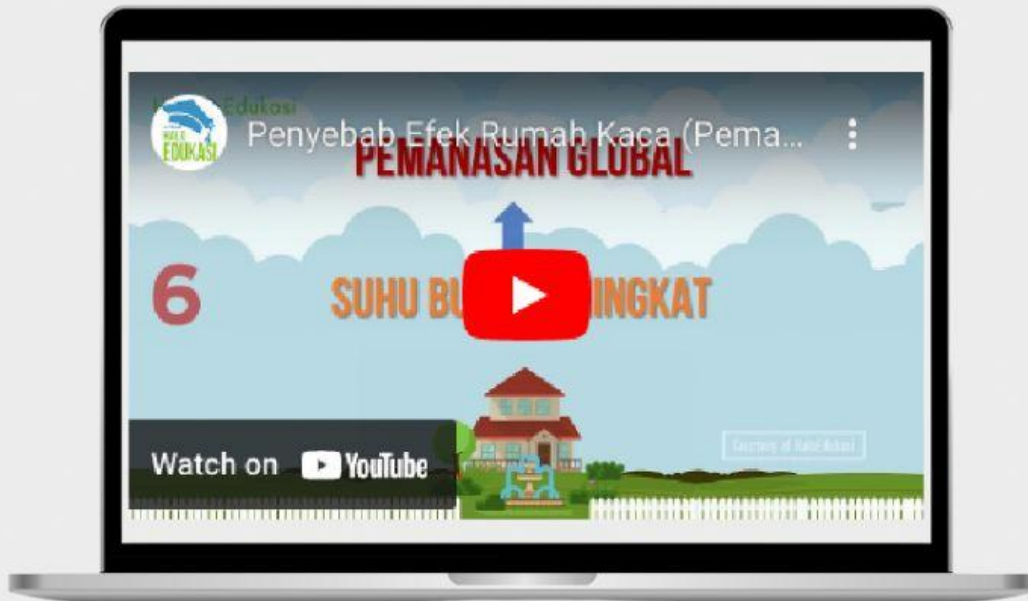 Edukasi
EDUKASI
Penyebab Efek Rumah Kaca (Pema...
PEMANASAN GLOBAL
6
SUHU BU
INGKAT
Watch on YouTube